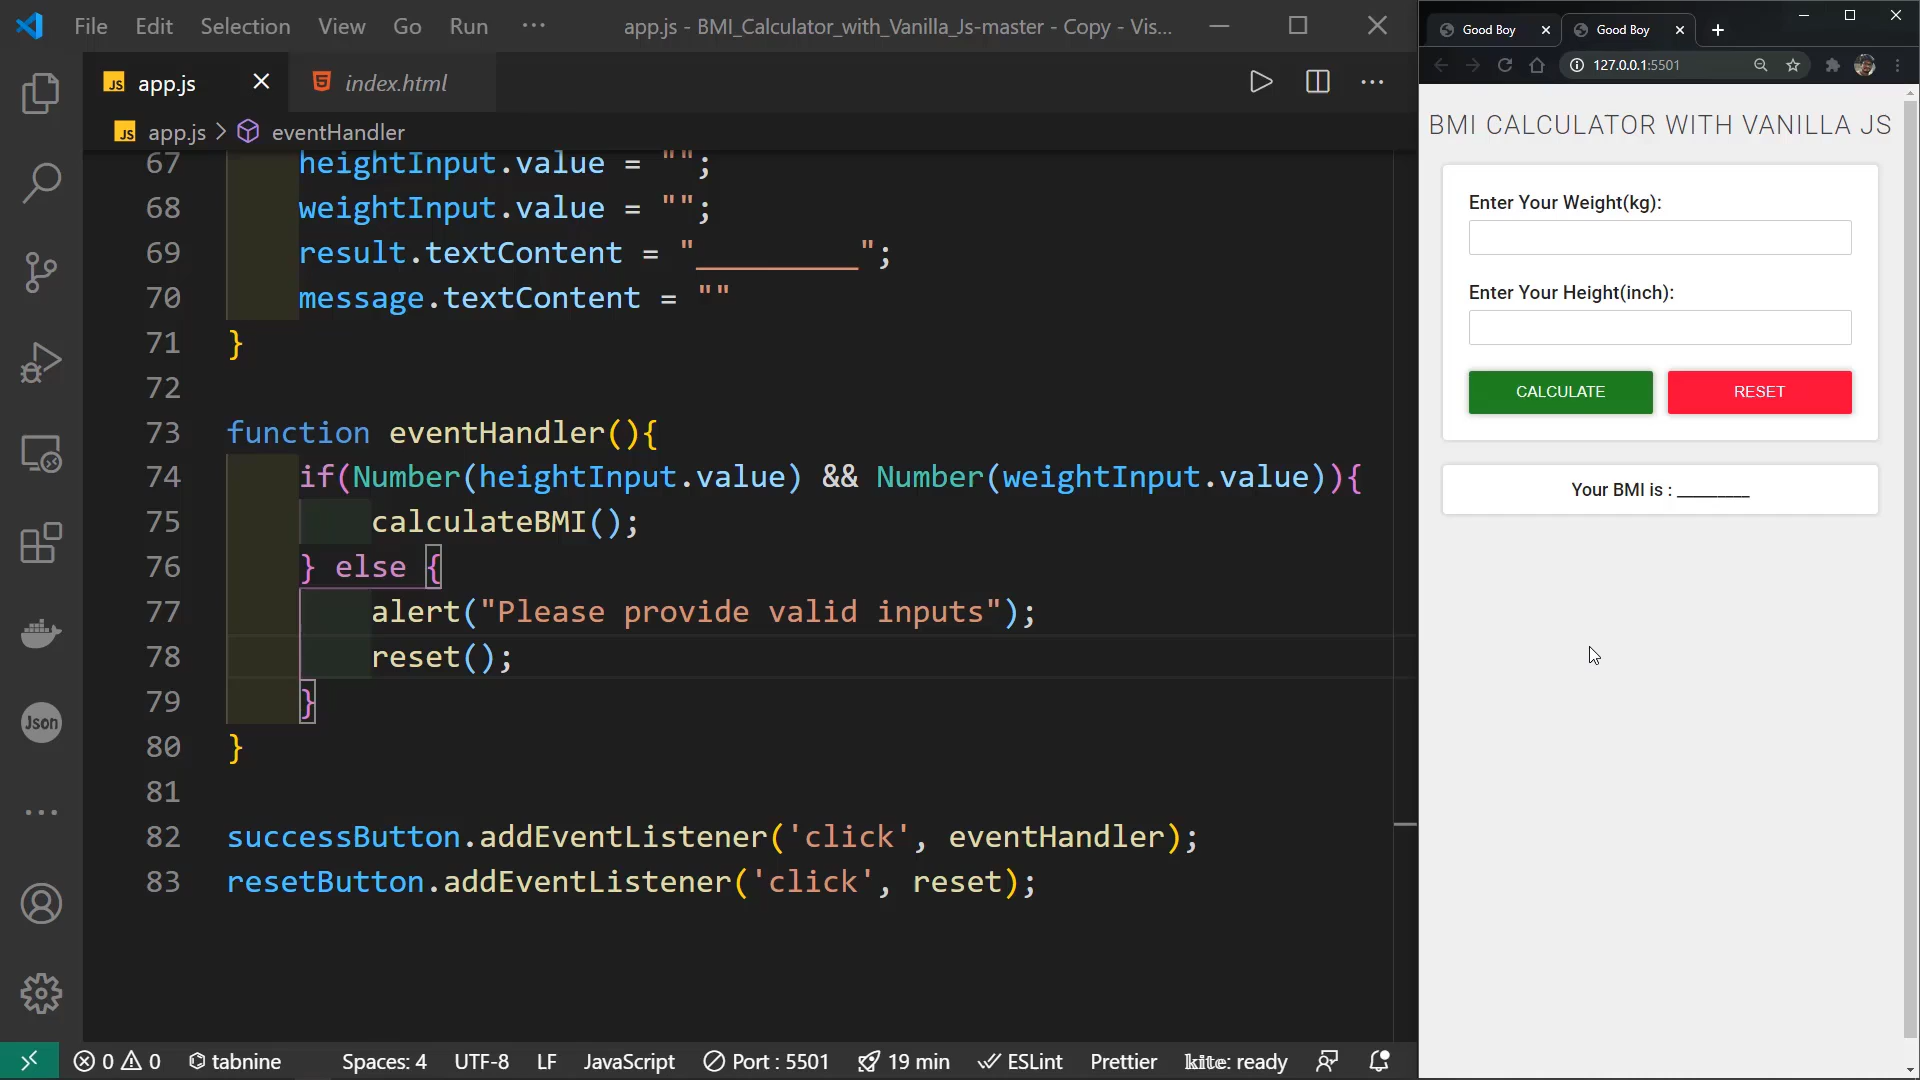 File Edit Selection View Go Run ··· app.js - BMI_Calculator_with_Vanilla_Js-master - Copy - Vis...
JS app.js index.html
JS app.js > eventHandler
67 heightInput.value = "";
68 weightInput.value = "";
69 result.textContent = "_________";
70 message.textContent = ""
71 }
72
73 function eventHandler(){
74 if(Number(heightInput.value) && Number(weightInput.value)){
75 calculateBMI();
76 } else {
77 alert("Please provide valid inputs");
78 reset();
79 }
80 }
81
82 successButton.addEventListener('click', eventHandler);
83 resetButton.addEventListener('click', reset);
Json
0 0 tabnine Spaces: 4 UTF-8 LF JavaScript Port : 5501 19 min ESLint Prettier kite: ready
Good Boy Good Boy
127.0.0.1:5501
BMI CALCULATOR WITH VANILLA JS
Enter Your Weight(kg):
Enter Your Height(inch):
CALCULATE RESET
Your BMI is : _________